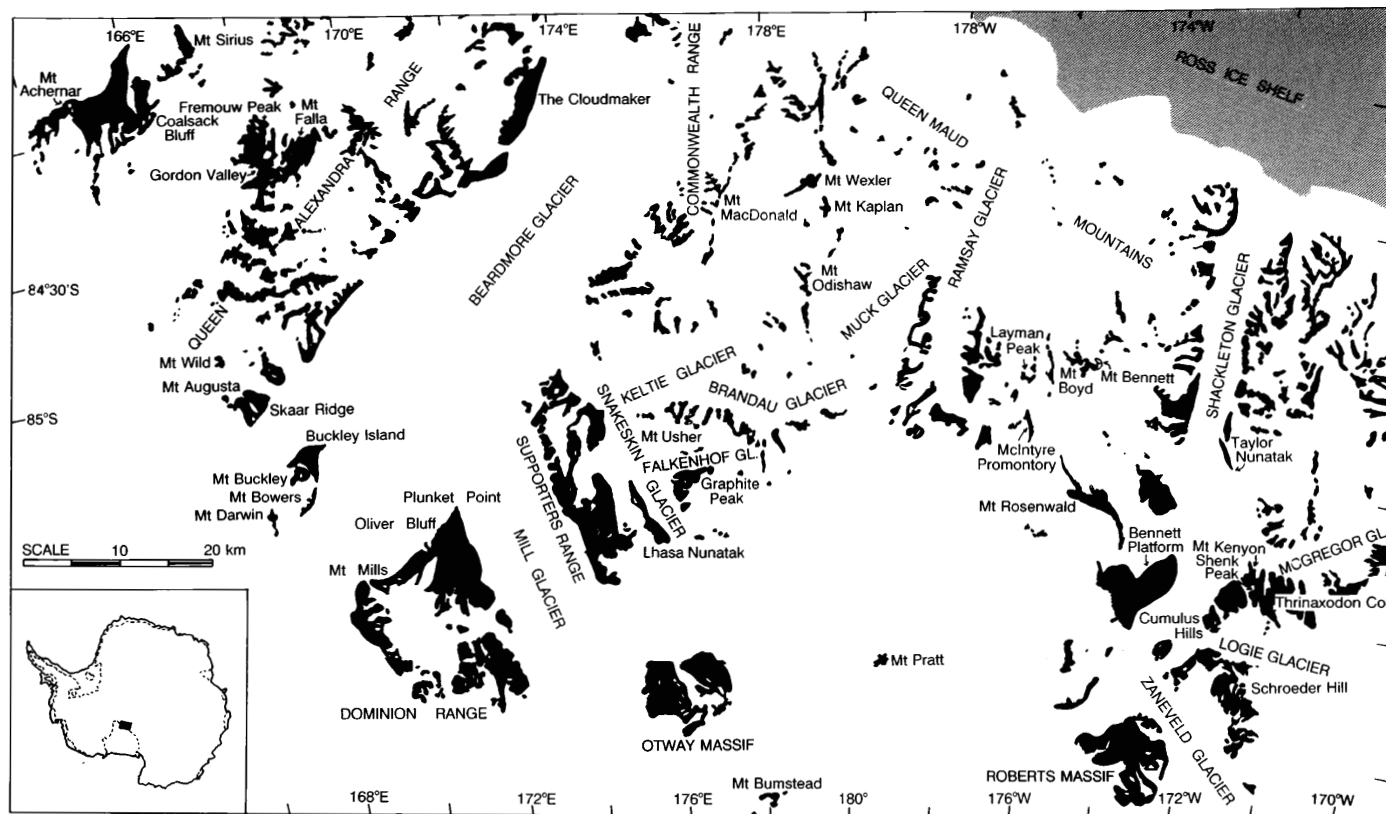 166°E
170°E
174°E
178°E
178°W
174°W
Mt Sirius
Mt
Achernar
Coalsack
Bluff
Fremouw Peak
Mt
Falla
Gordon Valley
QUEEN ALEXANDRA RANGE
The Cloudmaker
COMMONWEALTH RANGE
QUEEN MAUD
MOUNTAINS
ROSS ICE SHELF
BEARDMORE GLACIER
Mt
MacDonald
Mt Wexler
Mt Kaplan
Mt
Odishaw
RAMSAY GLACIER
MUCK GLACIER
SHACKLETON GLACIER
84°30'S
Mt Wild
Mt Augusta
Skaar Ridge
85°S
KELTIE GLACIER
BRANDAU GLACIER
SNAKESKIN GLACIER
Layman
Peak
Mt
Boyd
Mt Bennett
Buckley Island
Mt Buckley
Mt Bowers
Mt Darwin
Mt Usher
FALKENHOF GL.
Graphite
Peak
McIntyre
Promontory
Taylor
Nunatak
Mt Rosenwald
Plunket Point
Oliver Bluff
Mt Mills
SUPPORTERS RANGE
MILL GLACIER
Lhasa Nunatak
Bennett
Platform
Mt Kenyon
Shenk
Peak
MCGREGOR GL
Thrinaxodon Co
SCALE 10 20 km
Cumulus
Hills
LOGIE GLACIER
Mt Pratt
Schroeder Hill
DOMINION RANGE
OTWAY MASSIF
ZANEVELD GLACIER
ROBERTS MASSIF
Mt Bumstead
168°E
172°E
176°E
180°
176°W
172°W
170°W